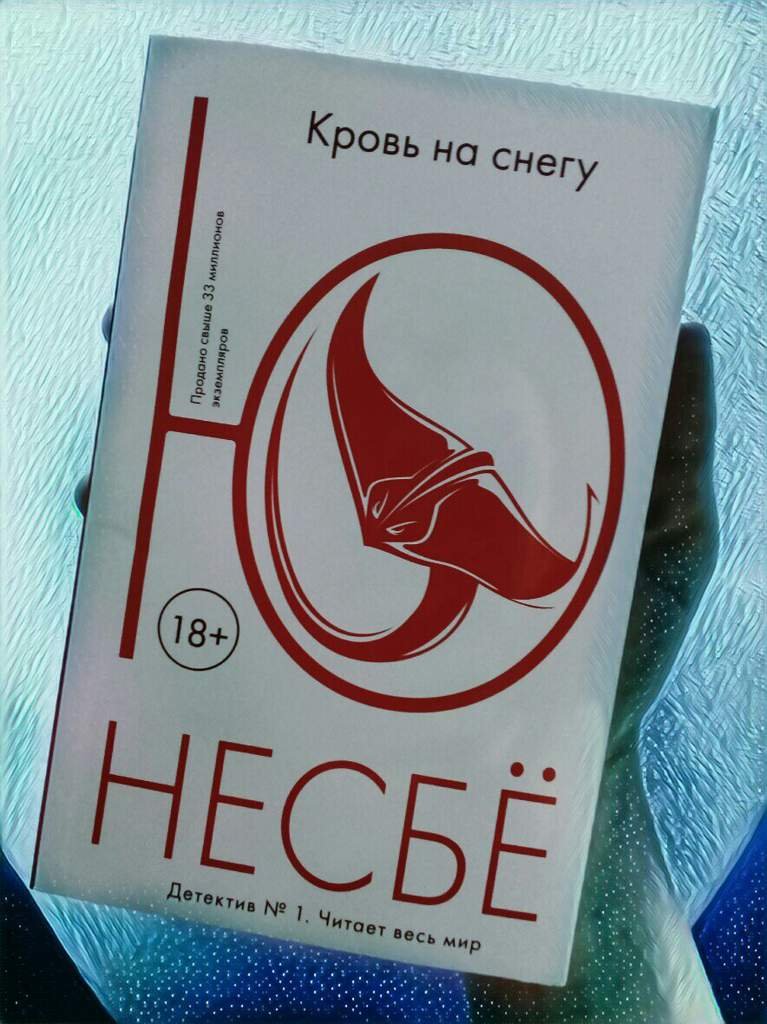 Кровь на снегу
Продано свыше 33 миллионов
экземпляров
Ю
18+
НЕСБЁ
Детектив № 1. Читает весь мир